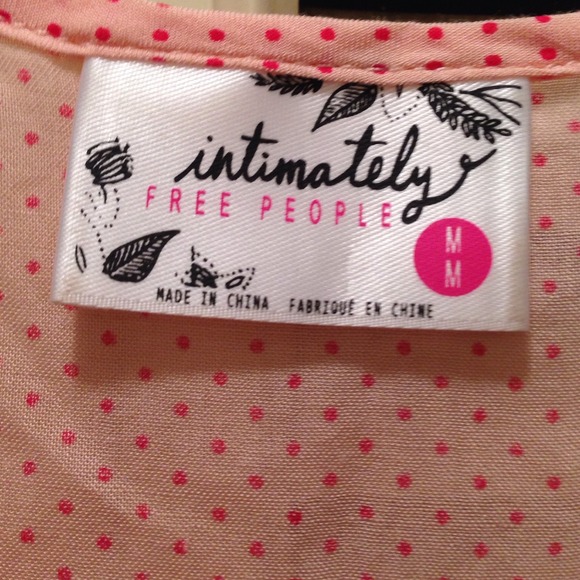 intimately
FREE PEOPLE
M
M
MADE IN CHINA FABRIQUÉ EN CHINE